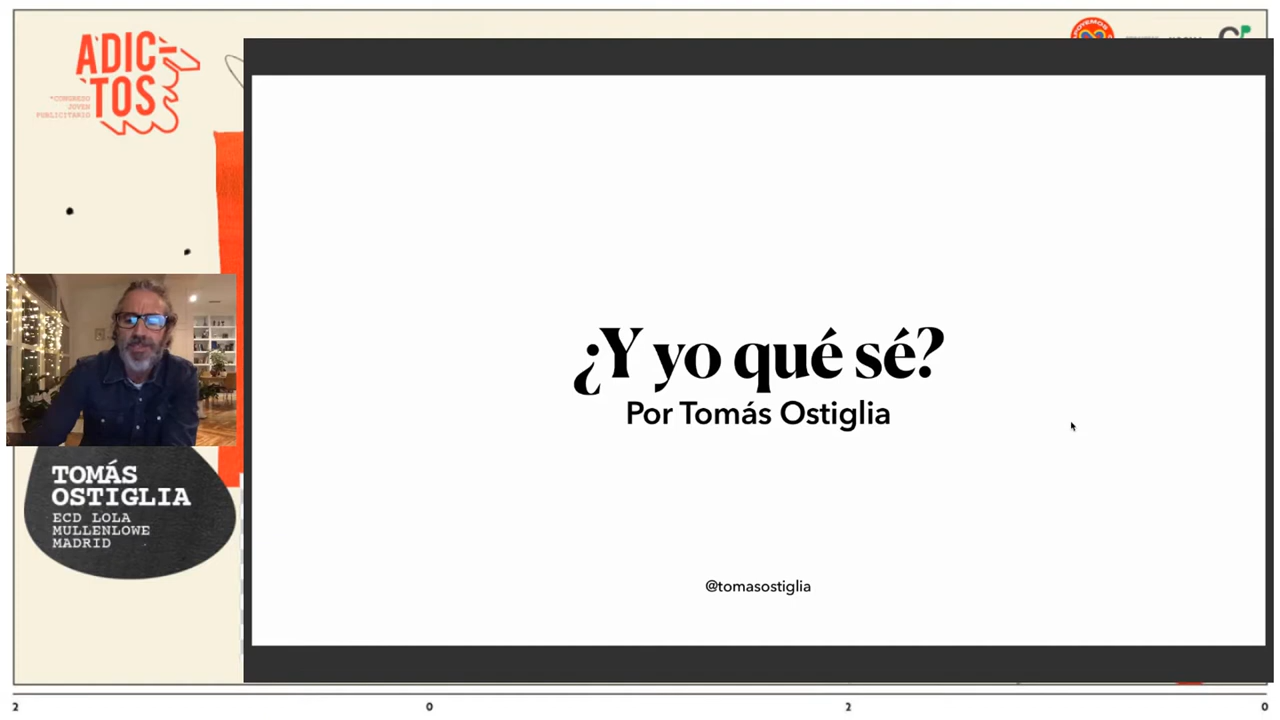 ADIC-
TOS
"CONGRESO
JOVEN
PUBLICITARIO
¿Y yo qué sé?
Por Tomás Ostiglia
@tomasostiglia
TOMÁS
OSTIGLIA
ECD LOLA
MULLENLOWE
MADRID
2 0 2 0